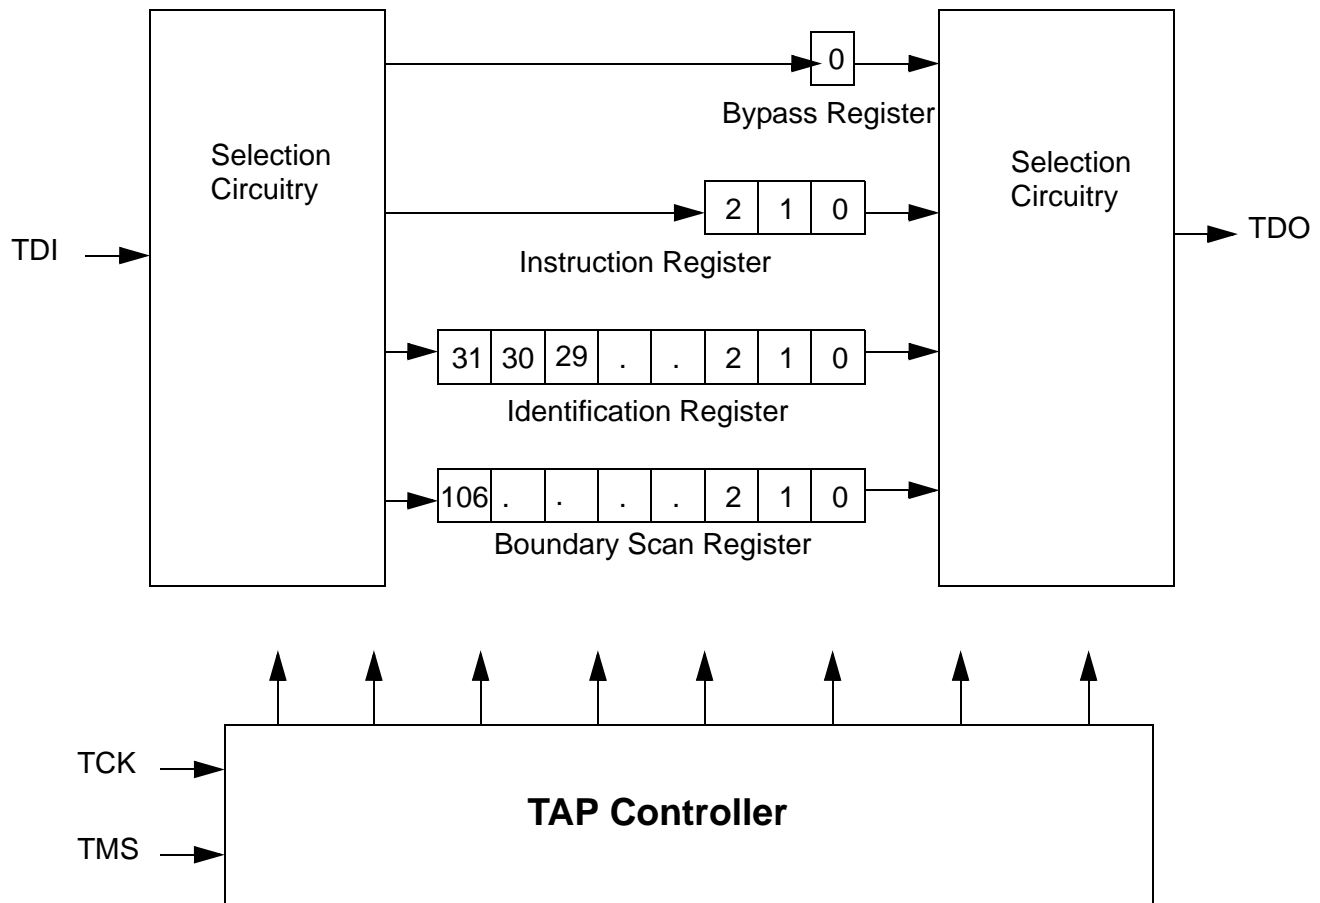 0
Bypass Register
Selection
Circuitry
Selection
Circuitry
2 1 0
TDI
TDO
Instruction Register
31 30 29 . . 2 1 0
Identification Register
106 . . . . 2 1 0
Boundary Scan Register
TCK
TAP Controller
TMS